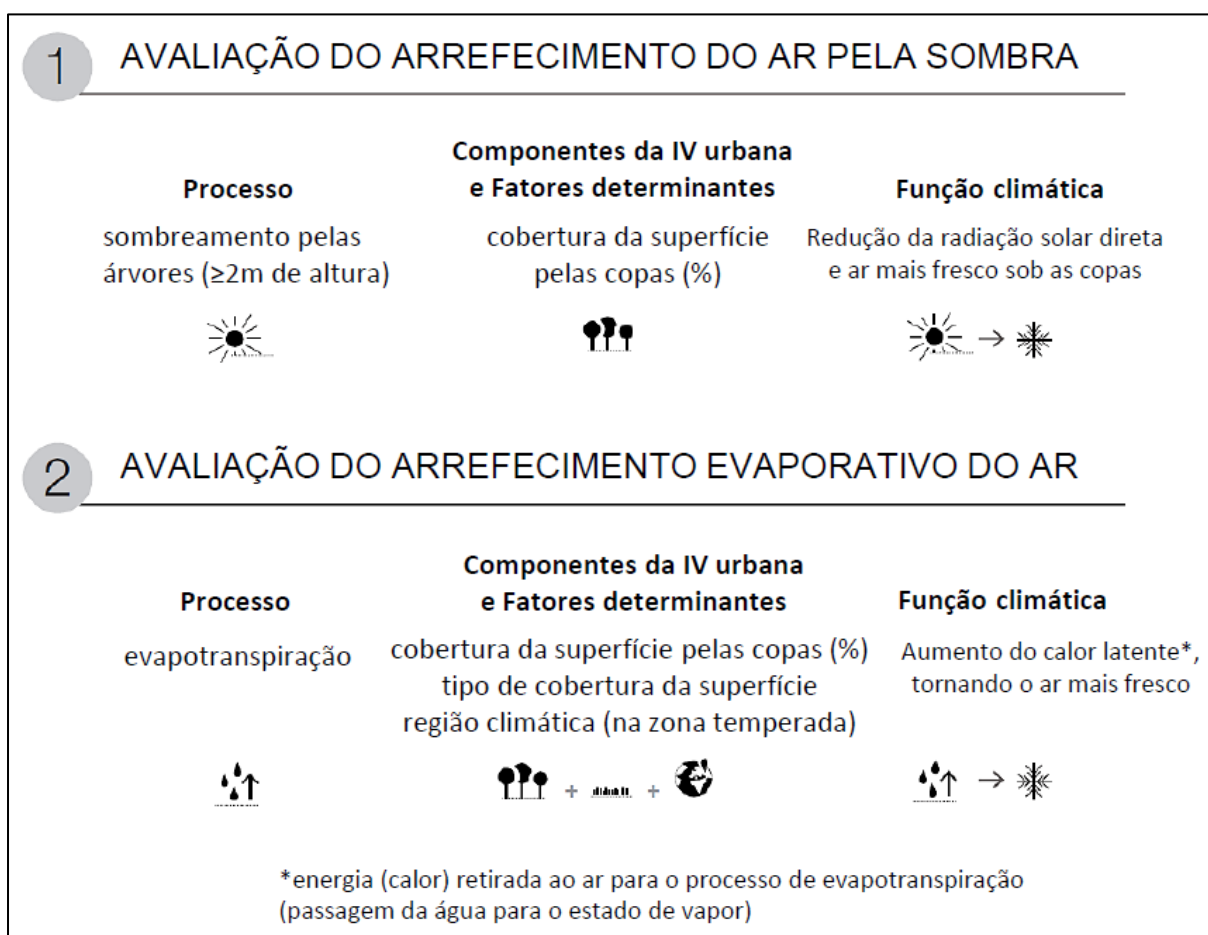 1 AVALIAÇÃO DO ARREFECIMENTO DO AR PELA SOMBRA
Processo
sombreamento pelas
árvores (≥2m de altura)
Componentes da IV urbana
e Fatores determinantes
cobertura da superfície
pelas copas (%)
Função climática
Redução da radiação solar direta
e ar mais fresco sob as copas
2 AVALIAÇÃO DO ARREFECIMENTO EVAPORATIVO DO AR
Processo
evapotranspiração
Componentes da IV urbana
e Fatores determinantes
cobertura da superfície pelas copas (%)
tipo de cobertura da superfície
região climática (na zona temperada)
Função climática
Aumento do calor latente*,
tornando o ar mais fresco
*energia (calor) retirada ao ar para o processo de evapotranspiração
(passagem da água para o estado de vapor)